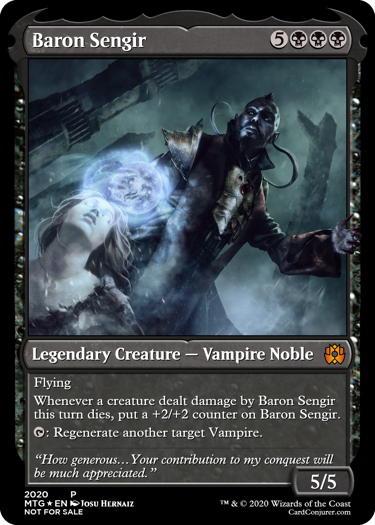 Baron Sengir 5
Legendary Creature — Vampire Noble
Flying
Whenever a creature dealt damage by Baron Sengir
this turn dies, put a +2/+2 counter on Baron Sengir.
: Regenerate another target Vampire.
“How generous…Your contribution to my conquest will
be much appreciated.”
5/5
2020 P
MTG ★ EN Josu Hernaiz
NOT FOR SALE
™ & © 2020 Wizards of the Coast
CardConjurer.com